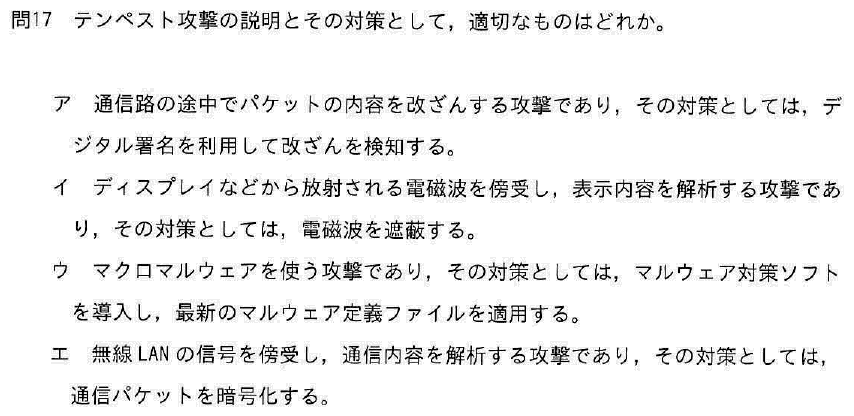 問17 テンペスト攻撃の説明とその対策として，適切なものはどれか。
ア 通信路の途中でパケットの内容を改ざんする攻撃であり，その対策としては，デ
ジタル署名を利用して改ざんを検知する。
イ ディスプレイなどから放射される電磁波を傍受し，表示内容を解析する攻撃であ
り，その対策としては，電磁波を遮蔽する。
ウ マクロマルウェアを使う攻撃であり，その対策としては，マルウェア対策ソフト
を導入し，最新のマルウェア定義ファイルを適用する。
エ 無線LANの信号を傍受し，通信内容を解析する攻撃であり，その対策としては，
通信パケットを暗号化する。